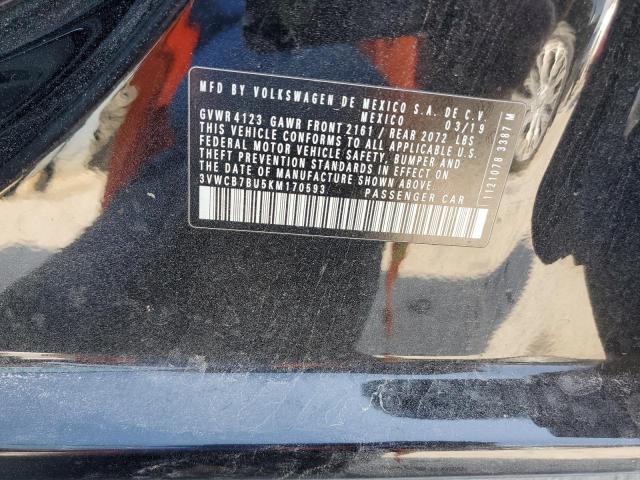 MFD BY VOLKSWAGEN DE MEXICO S.A. DE C.V.
MEXICO 03/19
GVWR 4123 GAWR FRONT 2161 / REAR 2072 LBS
THIS VEHICLE CONFORMS TO ALL APPLICABLE U.S.
FEDERAL MOTOR VEHICLE SAFETY, BUMPER AND
THEFT PREVENTION STANDARDS IN EFFECT ON
THE DATE OF MANUFACTURE SHOWN ABOVE.
3VWCB7BU5KM170593 PASSENGER CAR
1121078 3387 M